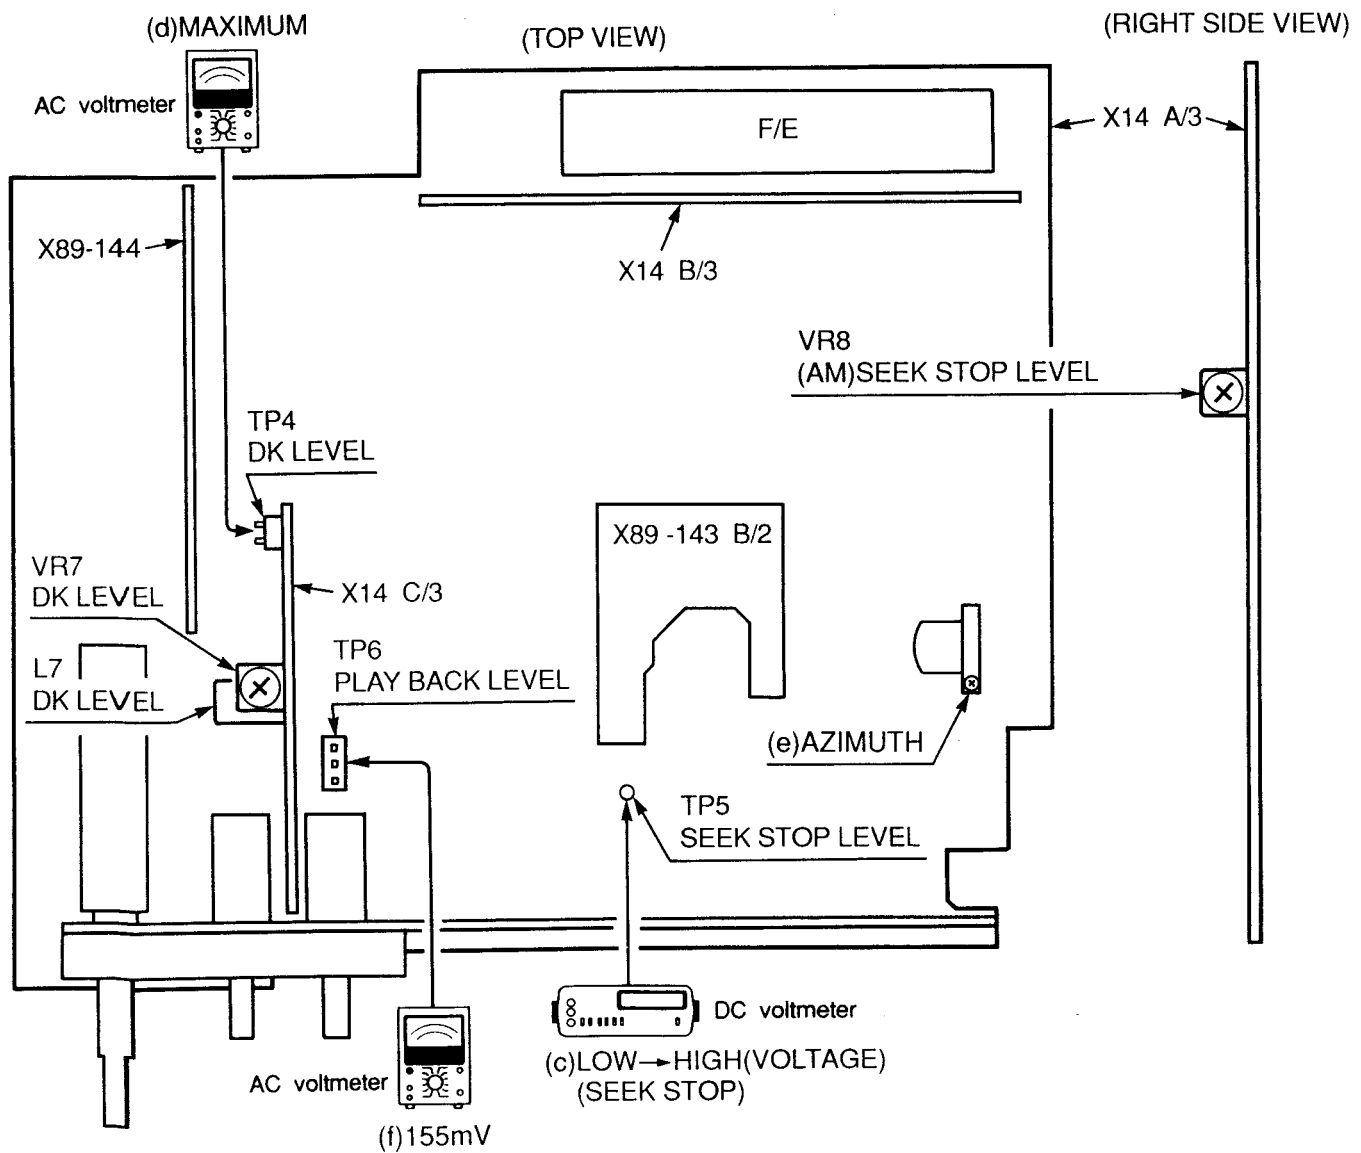 (d)MAXIMUM
(TOP VIEW)
(RIGHT SIDE VIEW)
AC voltmeter
F/E
X14 A/3
X89-144
X14 B/3
VR8
(AM)SEEK STOP LEVEL
TP4
DK LEVEL
X89-143 B/2
VR7
DK LEVEL
X14 C/3
L7
DK LEVEL
TP6
PLAY BACK LEVEL
(e)AZIMUTH
TP5
SEEK STOP LEVEL
DC voltmeter
(c)LOW→HIGH(VOLTAGE)
(SEEK STOP)
AC voltmeter
(f)155mV